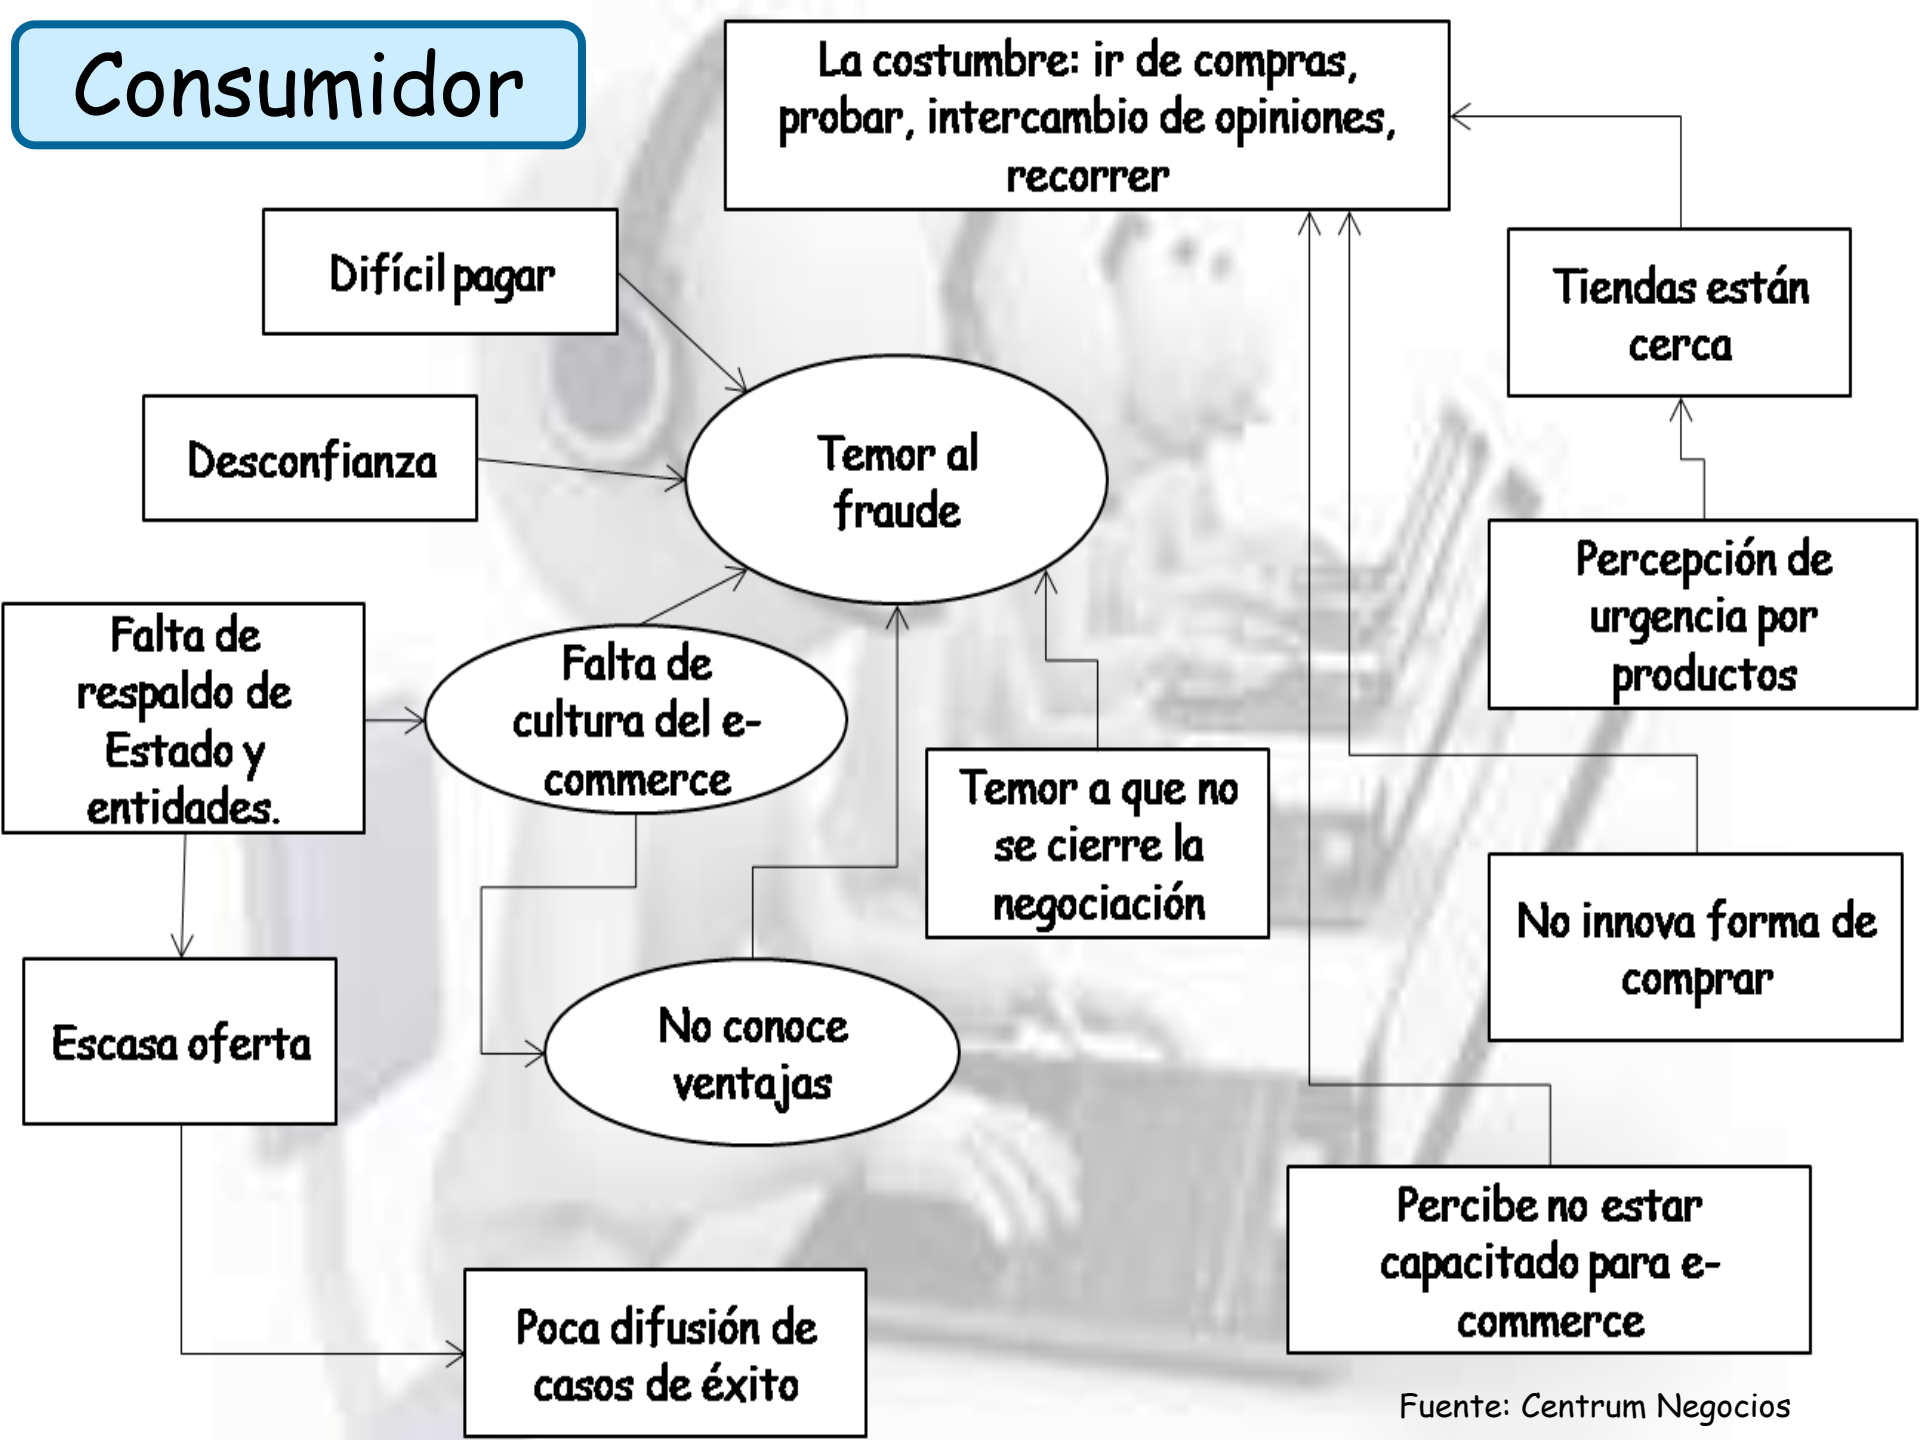 Consumidor
La costumbre: ir de compras,
probar, intercambio de opiniones,
recorrer
Difícil pagar
Tiendas están
cerca
Desconfianza
Temor al
fraude
Percepción de
urgencia por
productos
Falta de
respaldo de
Estado y
entidades.
Falta de
cultura del e-
commerce
Temor a que no
se cierre la
negociación
No innova forma de
comprar
Escasa oferta
No conoce
ventajas
Percibe no estar
capacitado para e-
commerce
Poca difusión de
casos de éxito
Fuente: Centrum Negocios